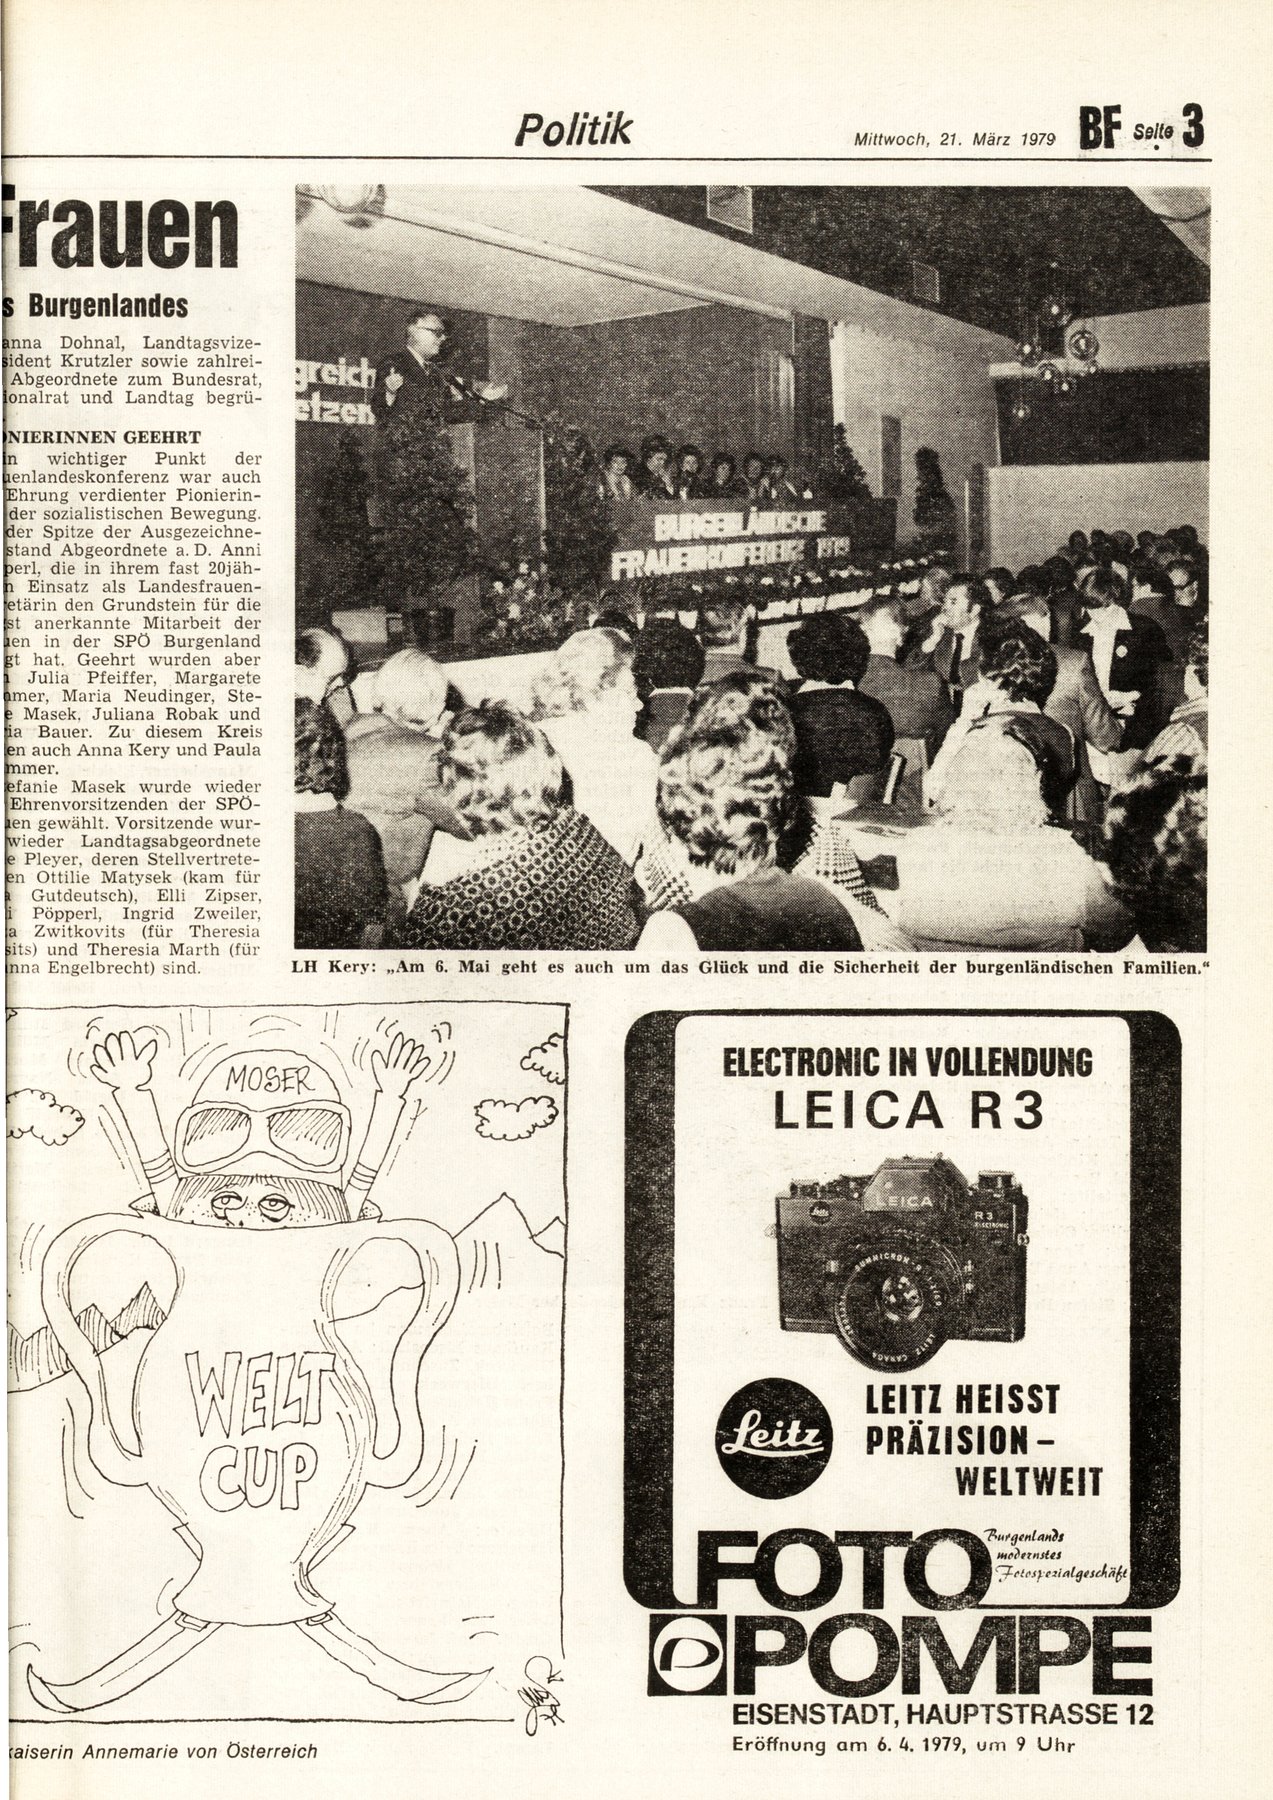 Politik
Mittwoch, 21. März 1979
BF Seite 3
Frauen
s Burgenlandes
anna Dohnal, Landtagsvize-
sident Krutzler sowie zahlrei-
Abgeordnete zum Bundesrat,
ionalrat und Landtag begrü-
NIERINNEN GEEHRT
n wichtiger Punkt der
uenlandeskonferenz war auch
Ehrung verdienter Pionierin-
der sozialistischen Bewegung.
der Spitze der Ausgezeichne-
stand Abgeordnete a. D. Anni
perl, die in ihrem fast 20jäh-
n Einsatz als Landesfrauen-
etärin den Grundstein für die
st anerkannte Mitarbeit der
uen in der SPÖ Burgenland
gt hat. Geehrt wurden aber
Julia Pfeiffer, Margarete
mmer, Maria Neudinger, Ste-
e Masek, Juliana Robak und
ia Bauer. Zu diesem Kreis
en auch Anna Kery und Paula
mmer.
efanie Masek wurde wieder
Ehrenvorsitzenden der SPÖ-
uen gewählt. Vorsitzende wur-
wieder Landtagsabgeordnete
e Pleyer, deren Stellvertrete-
en Ottilie Matysek (kam für
a Gutdeutsch), Elli Zipser,
i Pöpperl, Ingrid Zweiler,
a Zwitkovits (für Theresia
sits) und Theresia Marth (für
nna Engelbrecht) sind.
greich
etzen
BURGENLÄNDISCHE
FRAUENKONFERENZ 1979
LH Kery: „Am 6. Mai geht es auch um das Glück und die Sicherheit der burgenländischen Familien."
MOSER
WELT
CUP
kaiserin Annemarie von Österreich
ELECTRONIC IN VOLLENDUNG
LEICA R3
LEICA
R3
ELECTRONIC
Leitz
LEITZ HEISST
PRÄZISION –
WELTWEIT
FOTO
Burgenlands
modernstes
Fotospezialgeschäft
POMPE
EISENSTADT, HAUPTSTRASSE 12
Eröffnung am 6. 4. 1979, um 9 Uhr